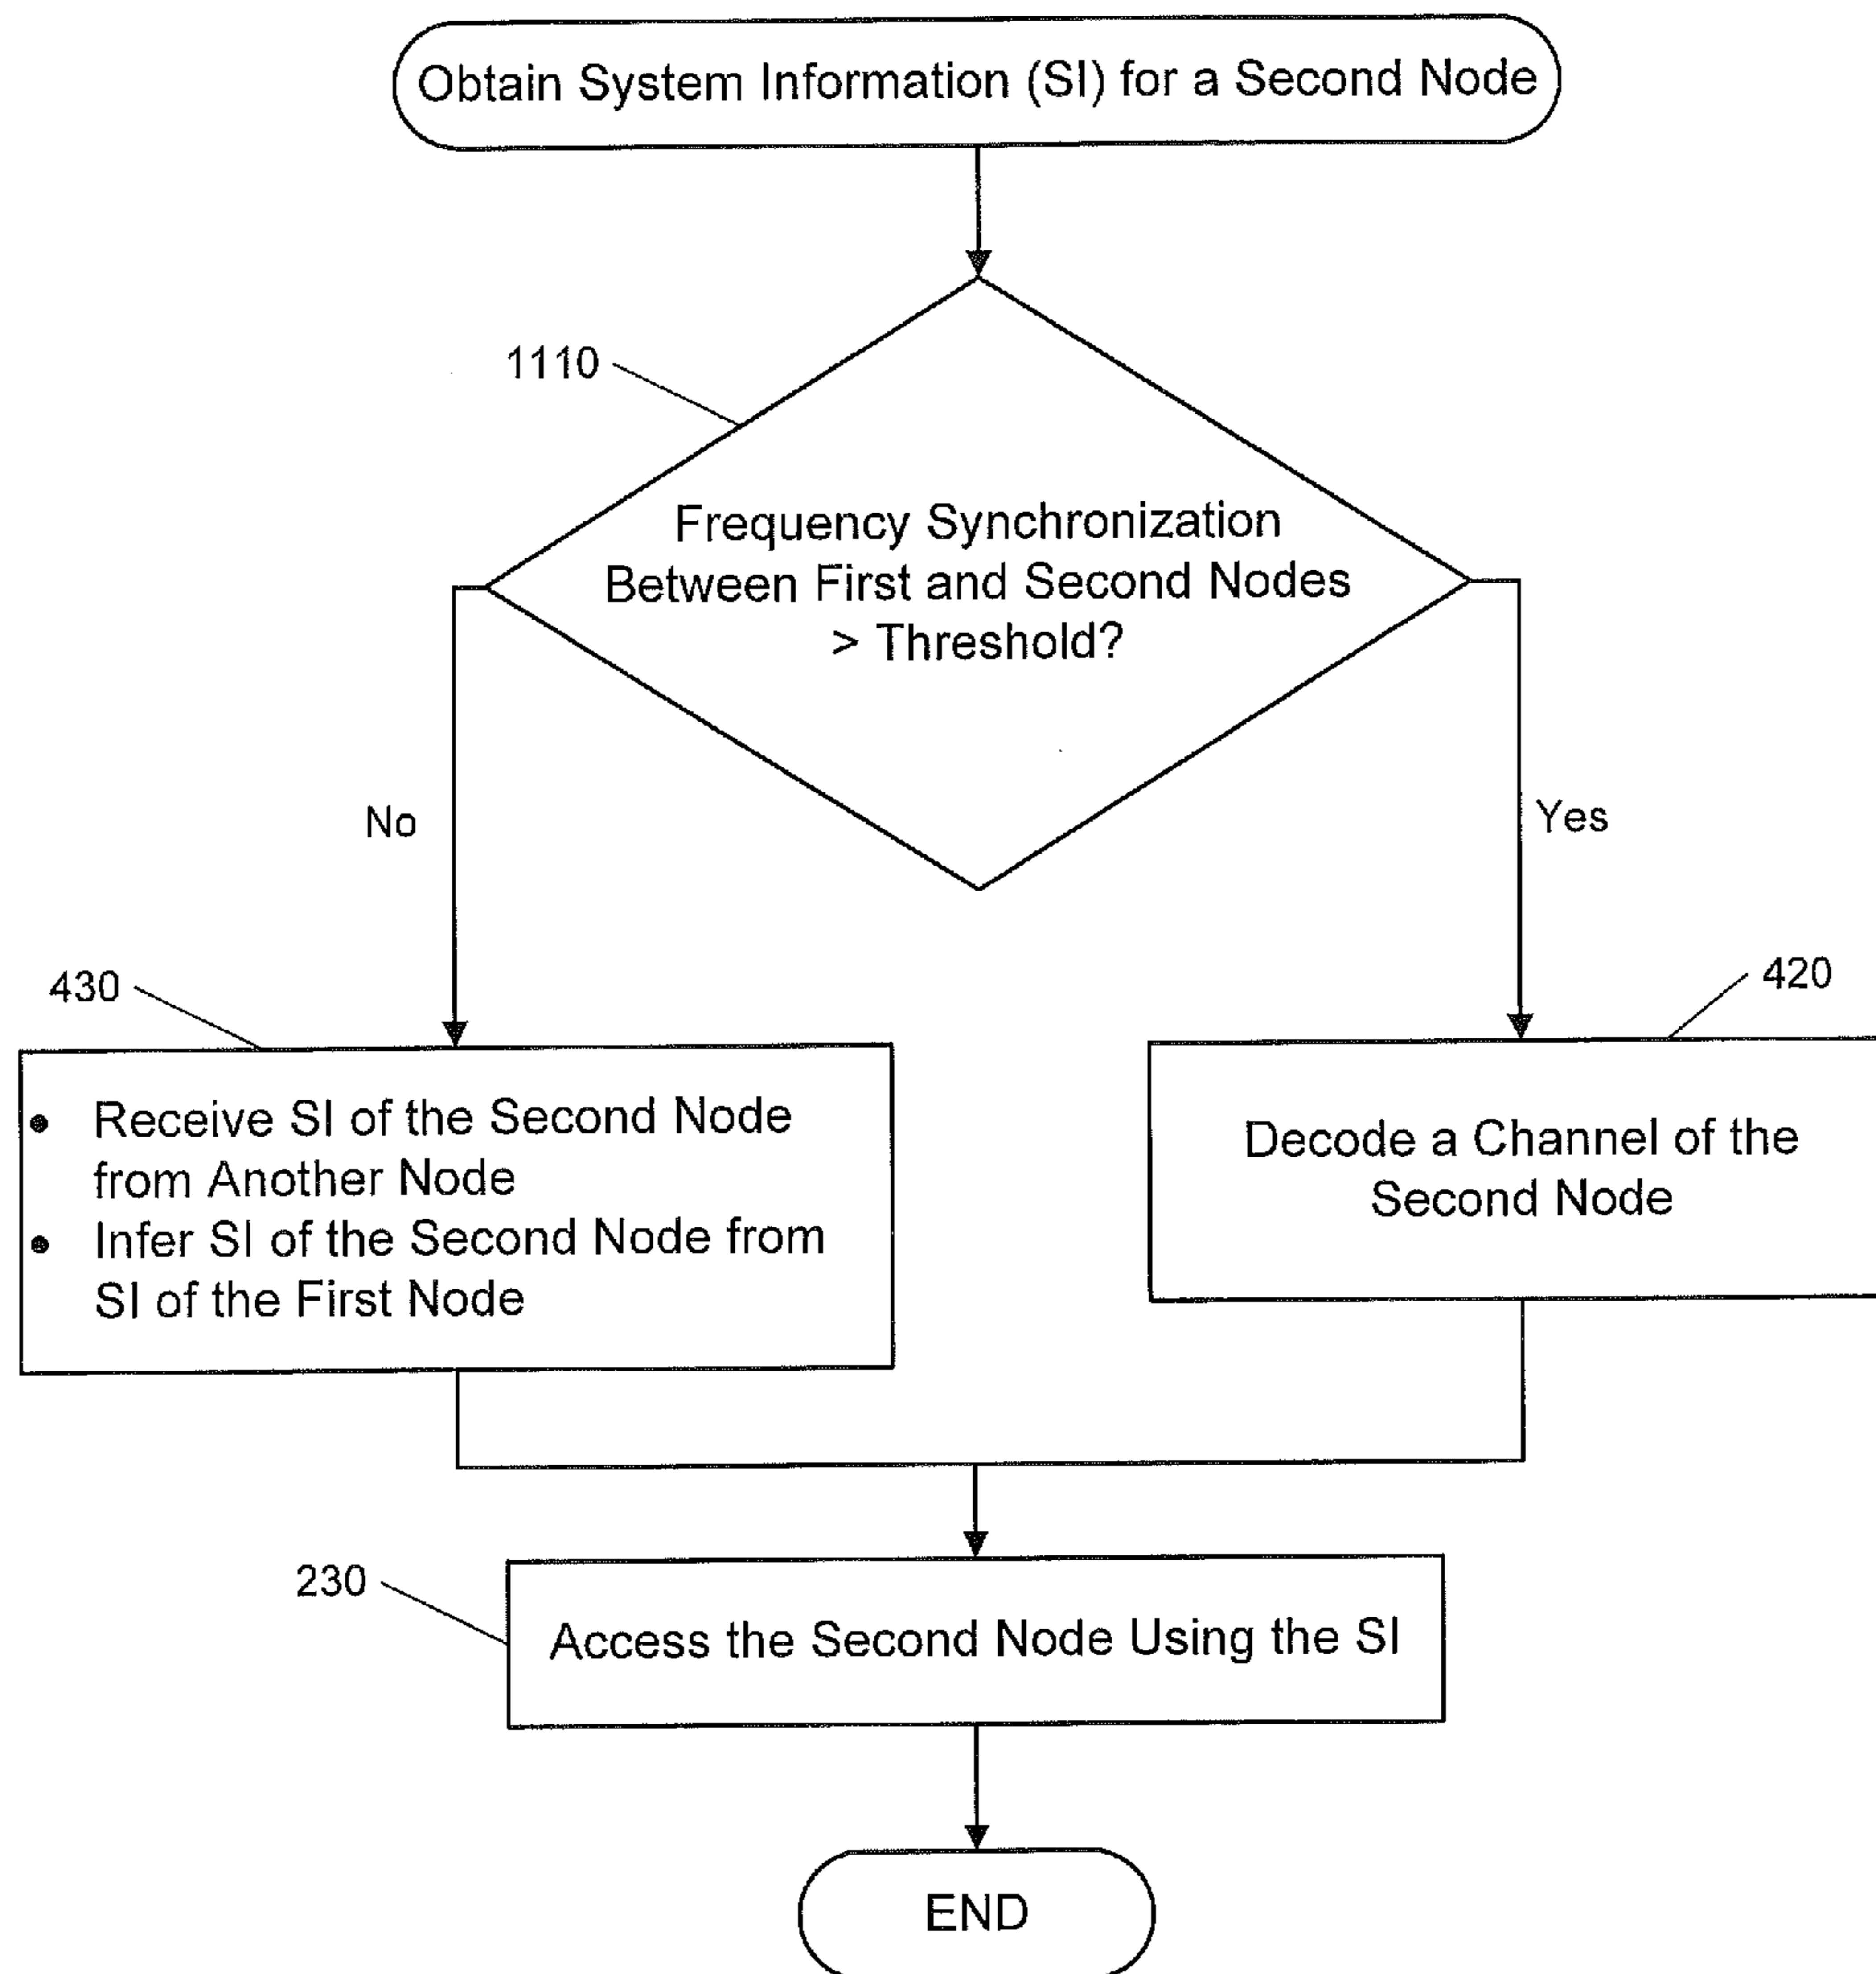 Obtain System Information (SI) for a Second Node
1110
Frequency Synchronization
Between First and Second Nodes
> Threshold?
No
Yes
430
420
• Receive SI of the Second Node
from Another Node
• Infer SI of the Second Node from
SI of the First Node
Decode a Channel of the
Second Node
230
Access the Second Node Using the SI
END